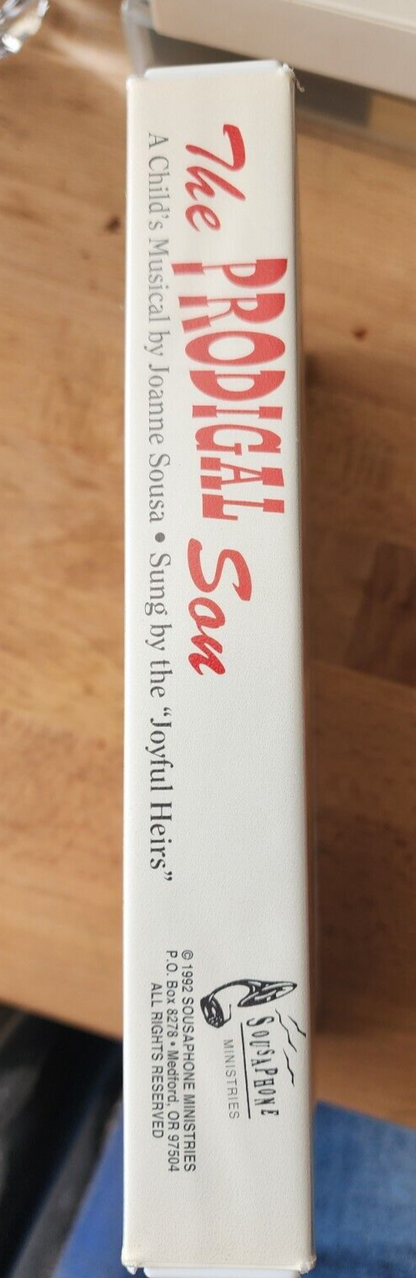 The PRODIGAL Son
A Child's Musical by Joanne Sousa • Sung by the "Joyful Heirs"
SOUSAPHONE
MINISTRIES
© 1992 SOUSAPHONE MINISTRIES
P.O. Box 8278 • Medford, OR 97504
ALL RIGHTS RESERVED